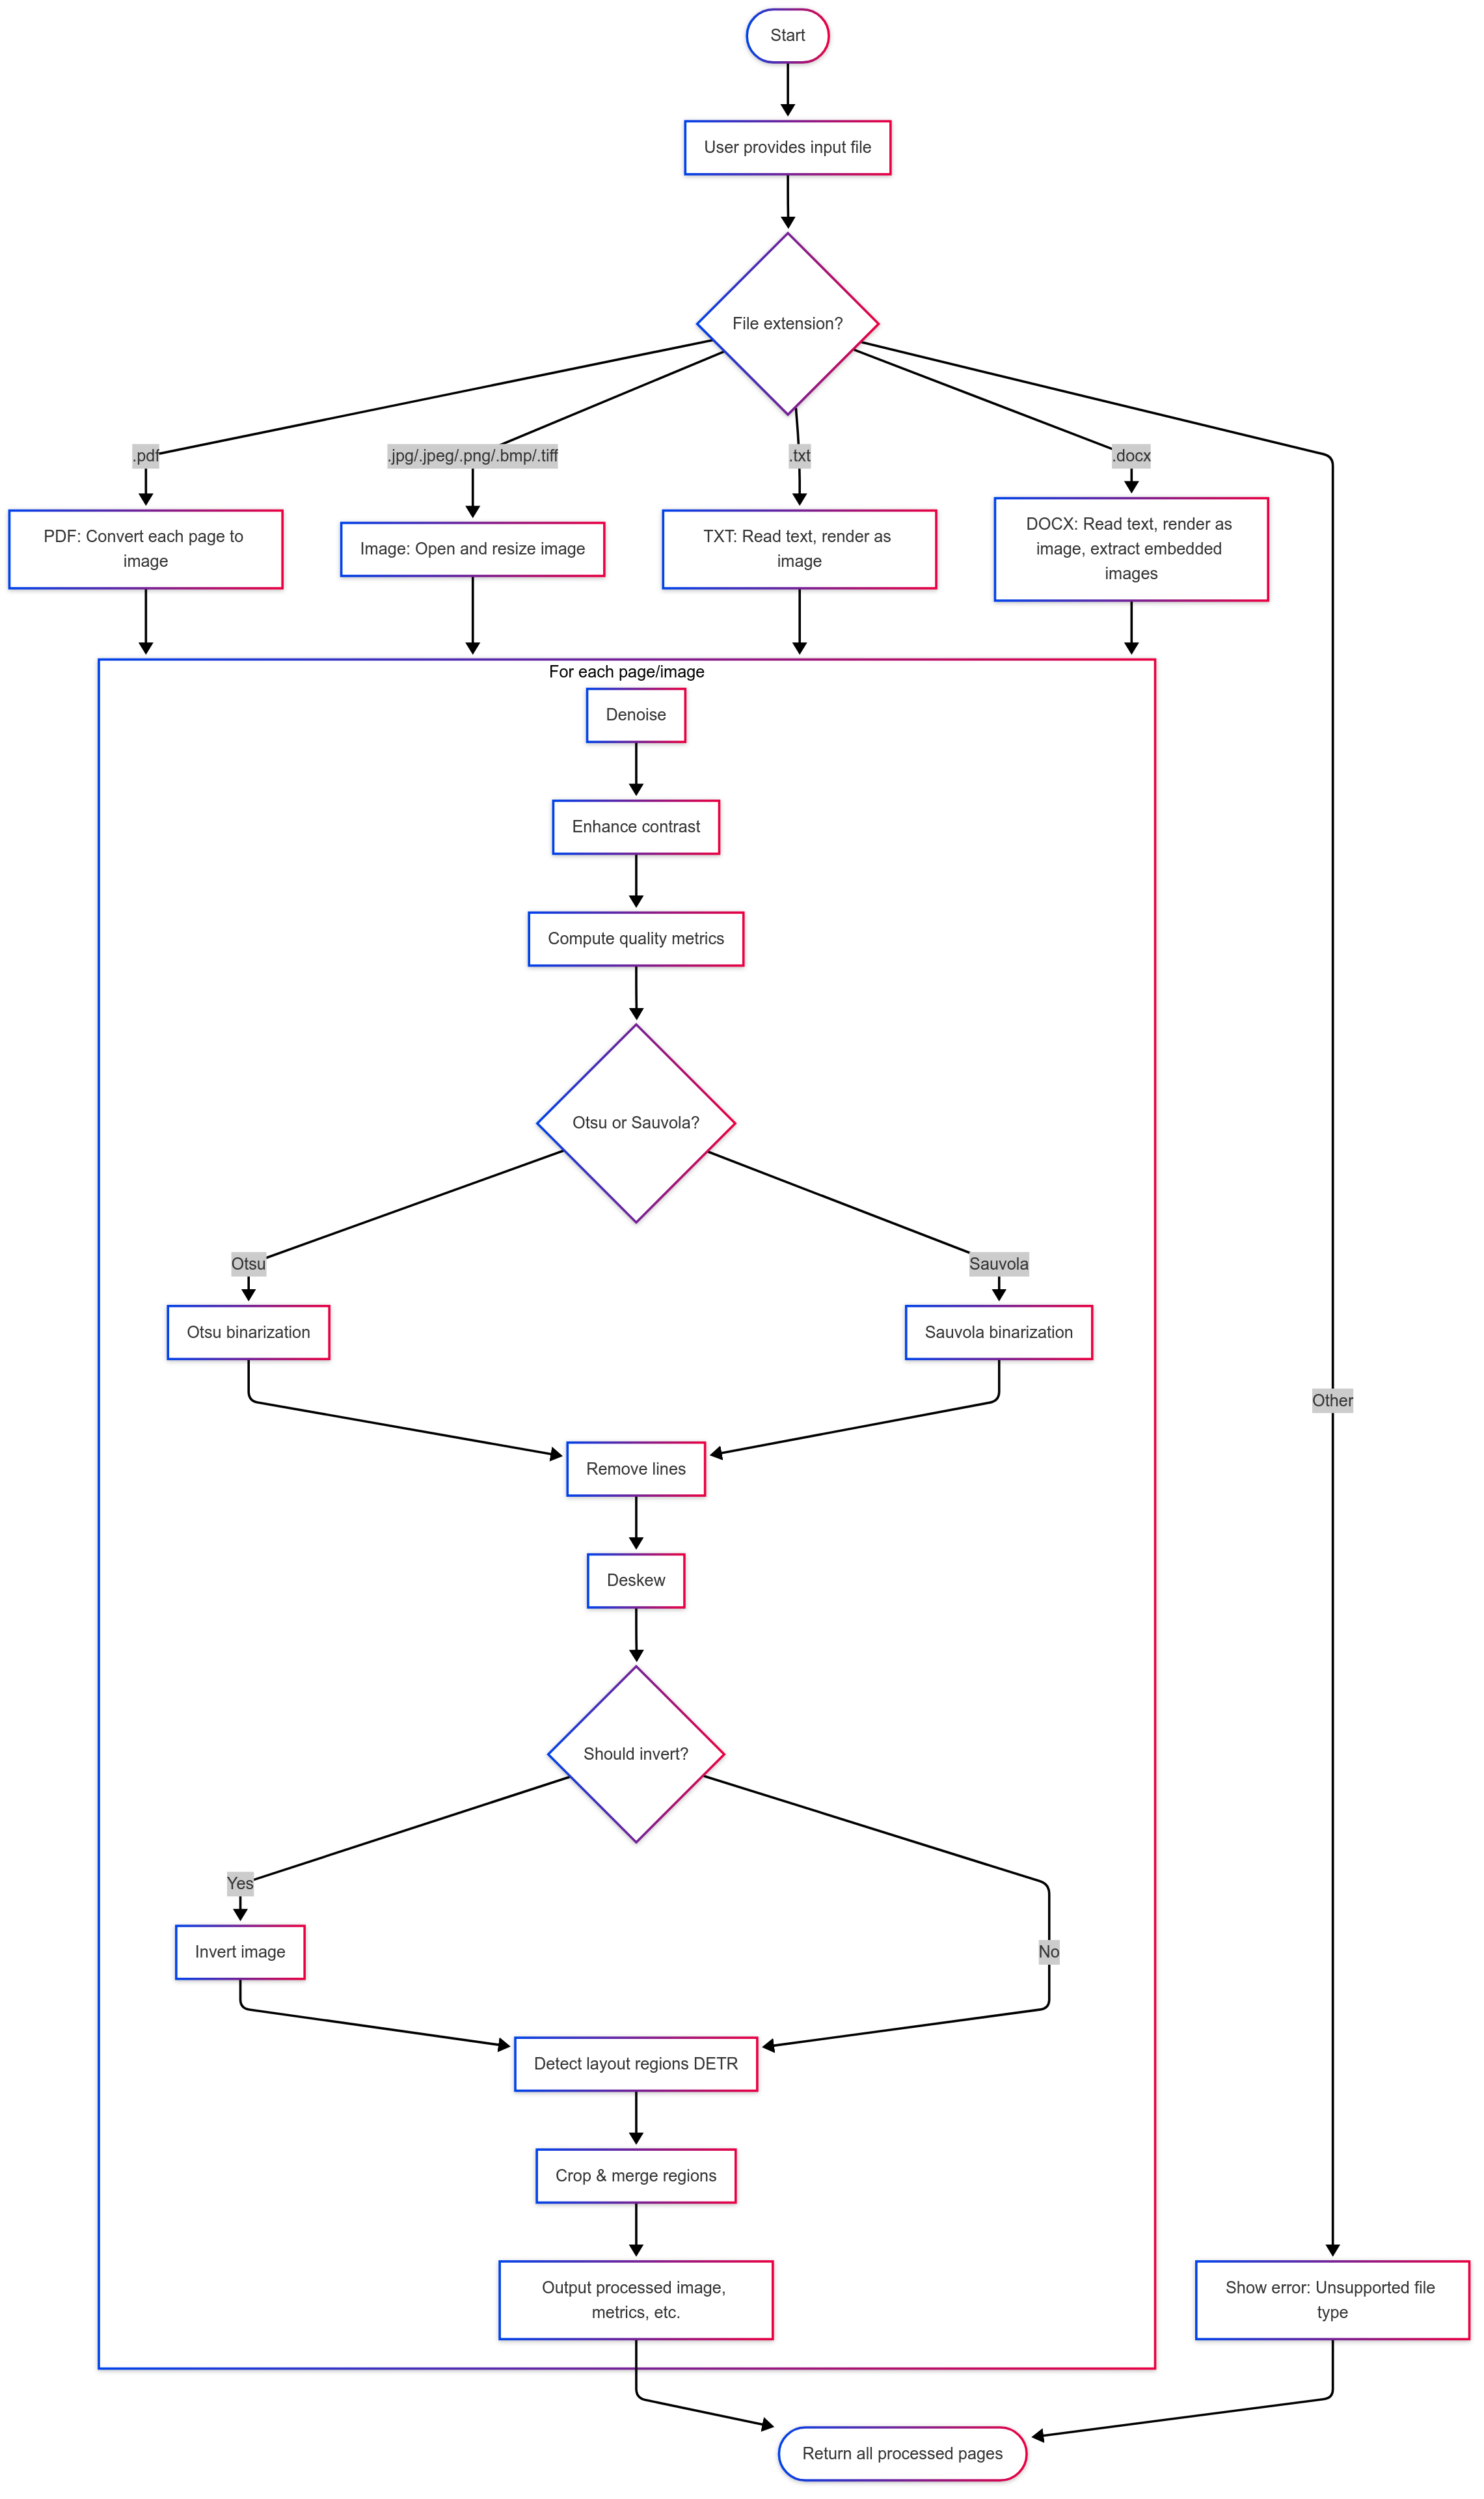 Start
User provides input file
File extension?
.pdf
.jpg/.jpeg/.png/.bmp/.tiff
.txt
.docx
PDF: Convert each page to
image
Image: Open and resize image
TXT: Read text, render as
image
DOCX: Read text, render as
image, extract embedded
images
For each page/image
Denoise
Enhance contrast
Compute quality metrics
Otsu or Sauvola?
Otsu
Sauvola
Otsu binarization
Sauvola binarization
Other
Remove lines
Deskew
Should invert?
Yes
Invert image
No
Detect layout regions DETR
Crop & merge regions
Output processed image,
metrics, etc.
Show error: Unsupported file
type
Return all processed pages